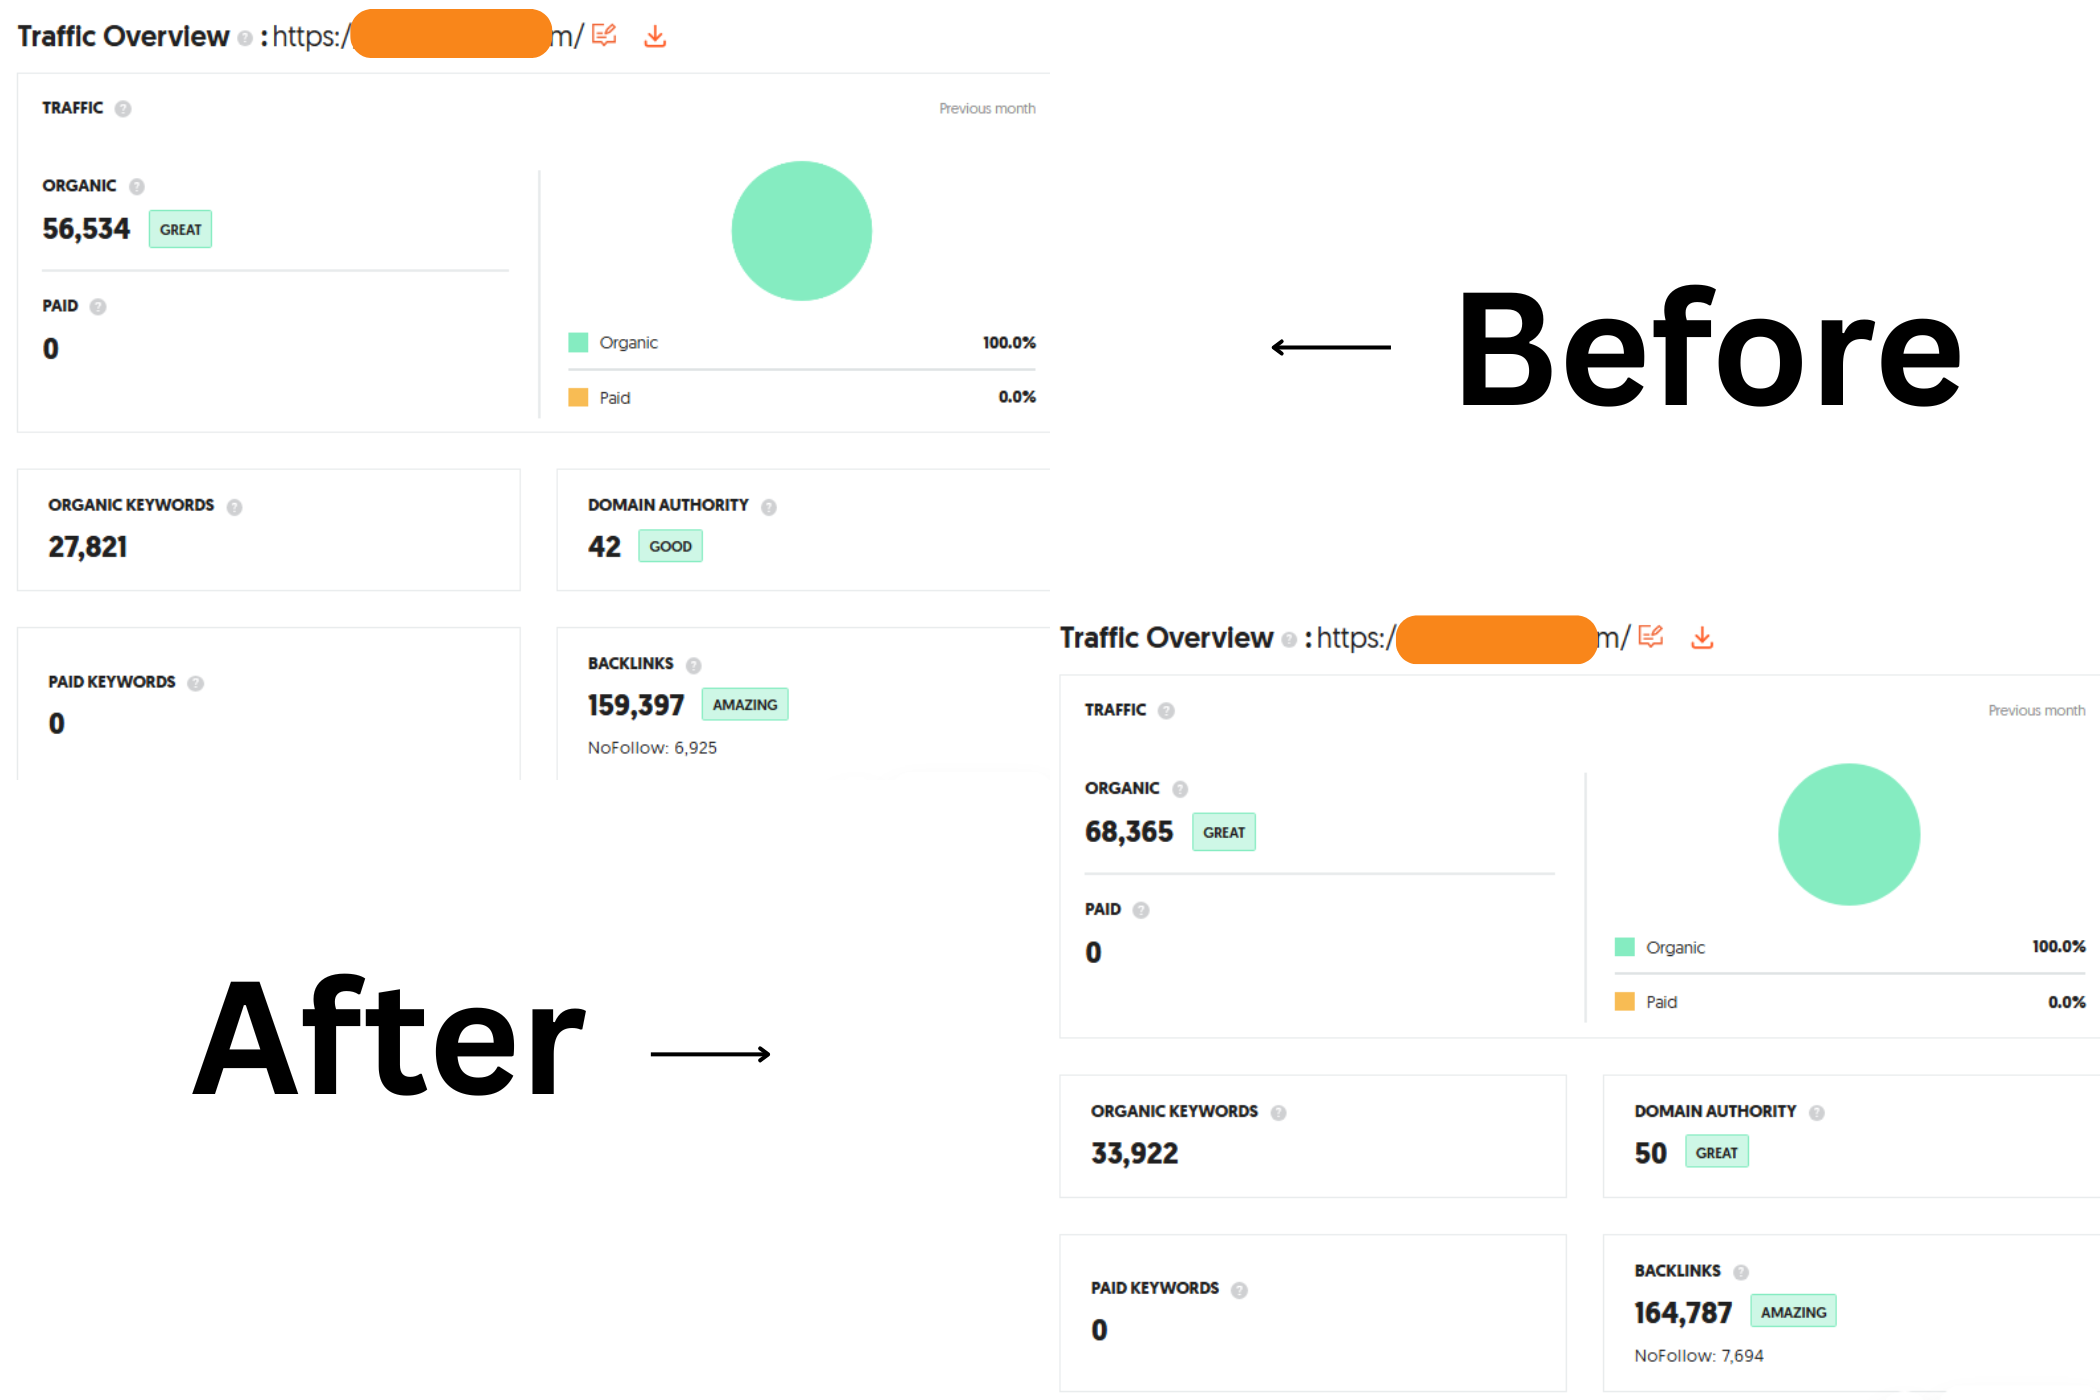 Traffic Overview ? : https:/ m/
TRAFFIC ?
Previous month
ORGANIC ?
56,534 GREAT
PAID ?
0
Organic 100.0%
Paid 0.0%
ORGANIC KEYWORDS ?
27,821
DOMAIN AUTHORITY ?
42 GOOD
PAID KEYWORDS ?
0
BACKLINKS ?
159,397 AMAZING
NoFollow: 6,925
Before
After
Traffic Overview ? : https:/ m/
TRAFFIC ?
Previous month
ORGANIC ?
68,365 GREAT
PAID ?
0
Organic 100.0%
Paid 0.0%
ORGANIC KEYWORDS ?
33,922
DOMAIN AUTHORITY ?
50 GREAT
PAID KEYWORDS ?
0
BACKLINKS ?
164,787 AMAZING
NoFollow: 7,694